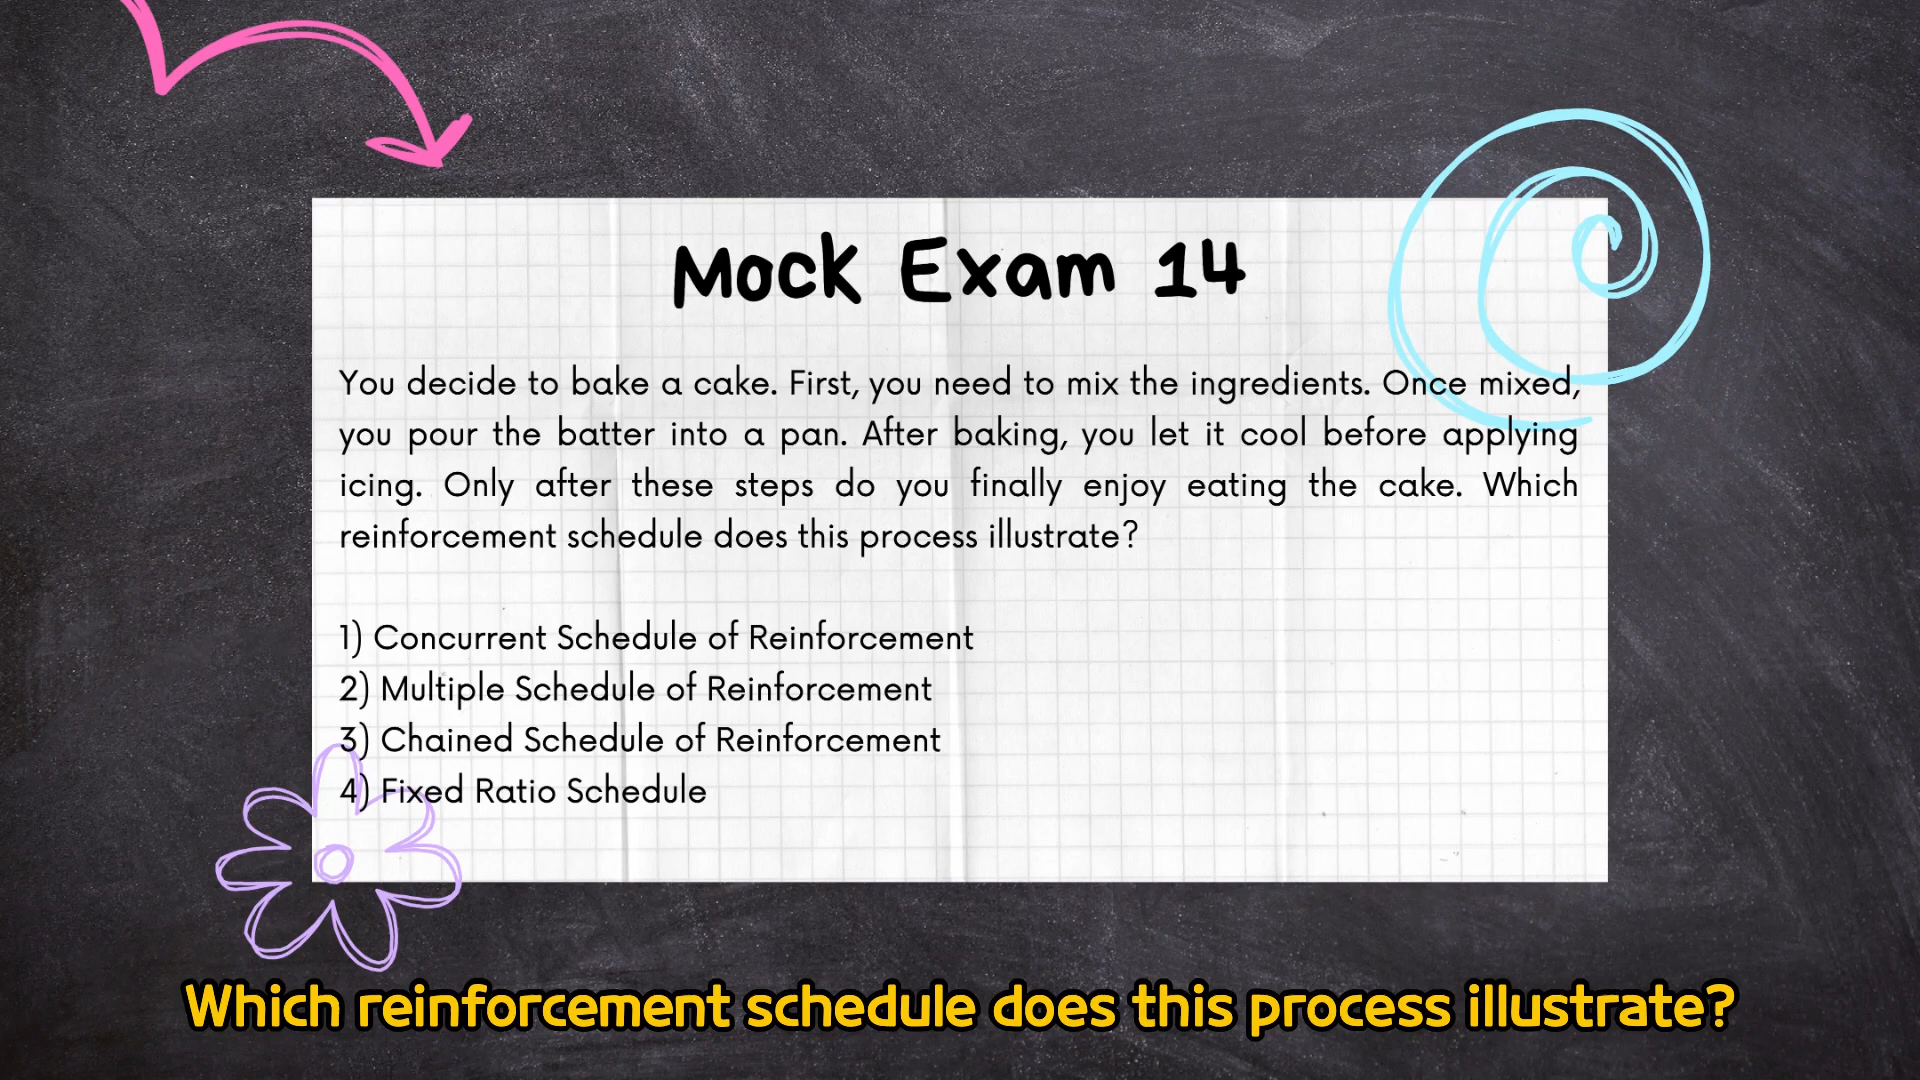 Mock Exam 14
You decide to bake a cake. First, you need to mix the ingredients. Once mixed,
you pour the batter into a pan. After baking, you let it cool before applying
icing. Only after these steps do you finally enjoy eating the cake. Which
reinforcement schedule does this process illustrate?
1) Concurrent Schedule of Reinforcement
2) Multiple Schedule of Reinforcement
3) Chained Schedule of Reinforcement
4) Fixed Ratio Schedule
Which reinforcement schedule does this process illustrate?